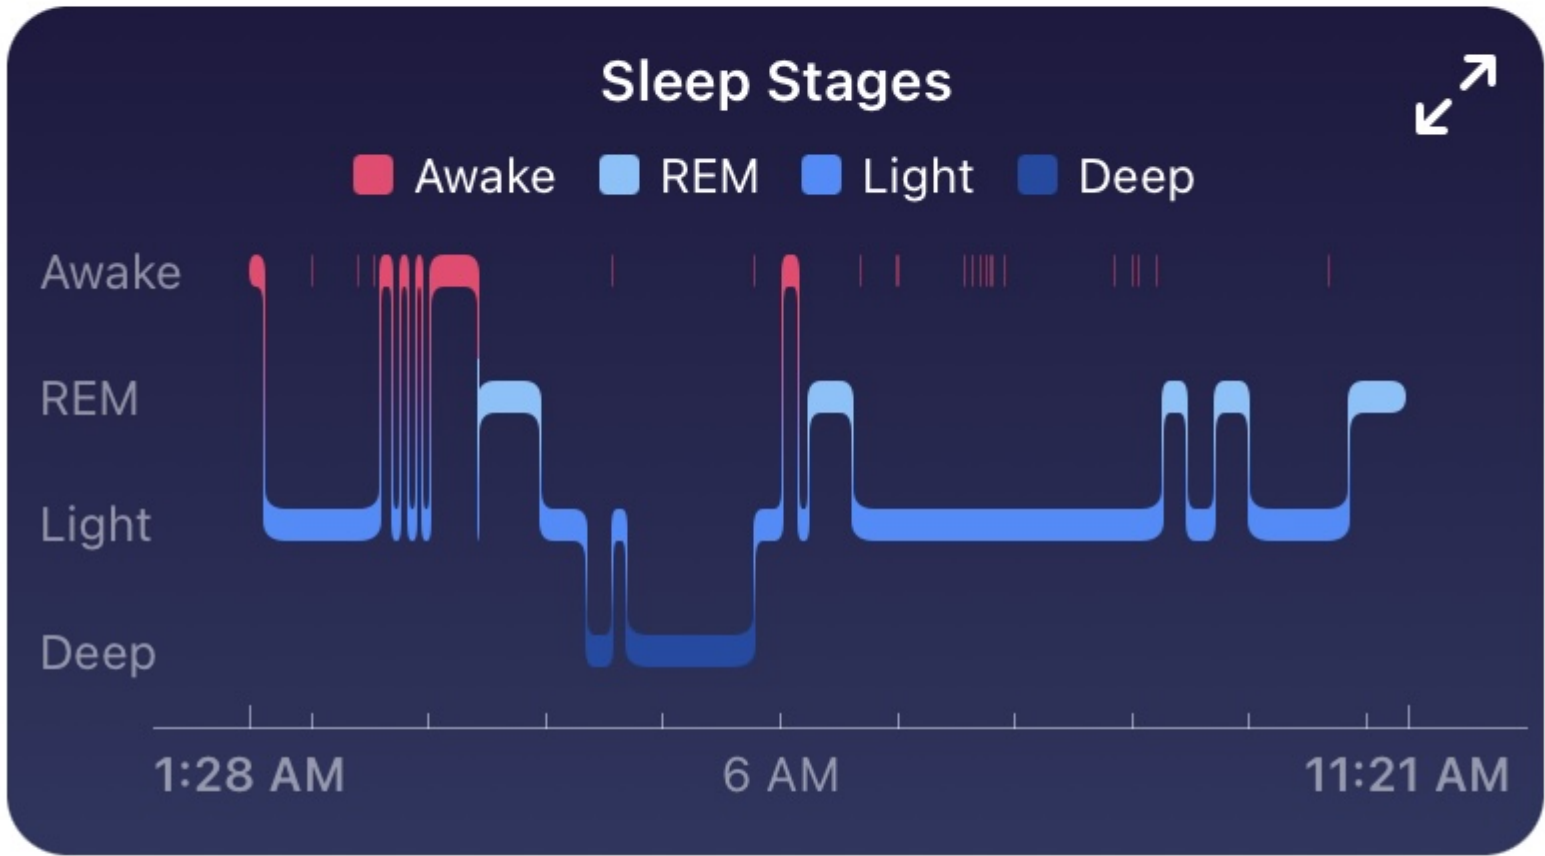 Sleep Stages
Awake REM Light Deep
Awake
REM
Light
Deep
1:28 AM 6 AM 11:21 AM